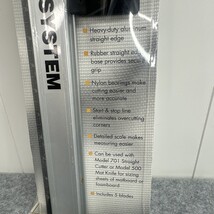 SYSTEM
Heavy-duty aluminum
straight edge
Rubber straight edge
base provides secure
grip
Nylon bearings make
cutting easier and
more accurate
Start & stop line
eliminates overcutting
corners
Detailed scale makes
measuring easier
Can be used with
Model 701 Straight
Cutter or Model 500
Mat Knife for sizing
sheets of matboard or
foamboard
Includes 5 Blades